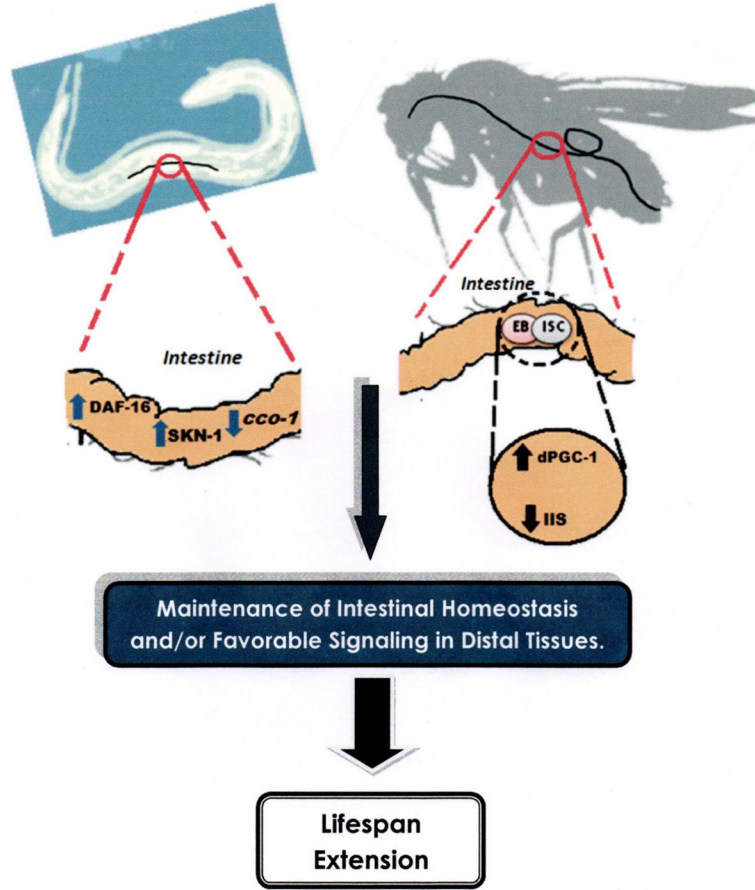 Intestine
DAF-16
SKN-1
cco-1
Intestine
EB
ISC
dPGC-1
IIS
Maintenance of Intestinal Homeostasis
and/or Favorable Signaling in Distal Tissues.
Lifespan
Extension